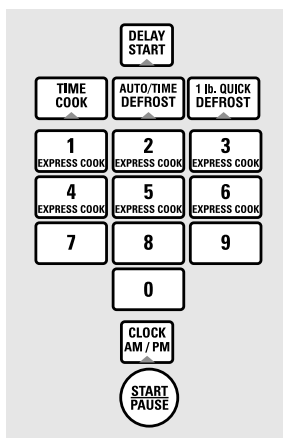 DELAY
START
TIME
COOK
AUTO/TIME
DEFROST
1 lb. QUICK
DEFROST
1
EXPRESS COOK
2
EXPRESS COOK
3
EXPRESS COOK
4
EXPRESS COOK
5
EXPRESS COOK
6
EXPRESS COOK
7
8
9
0
CLOCK
AM / PM
START
PAUSE